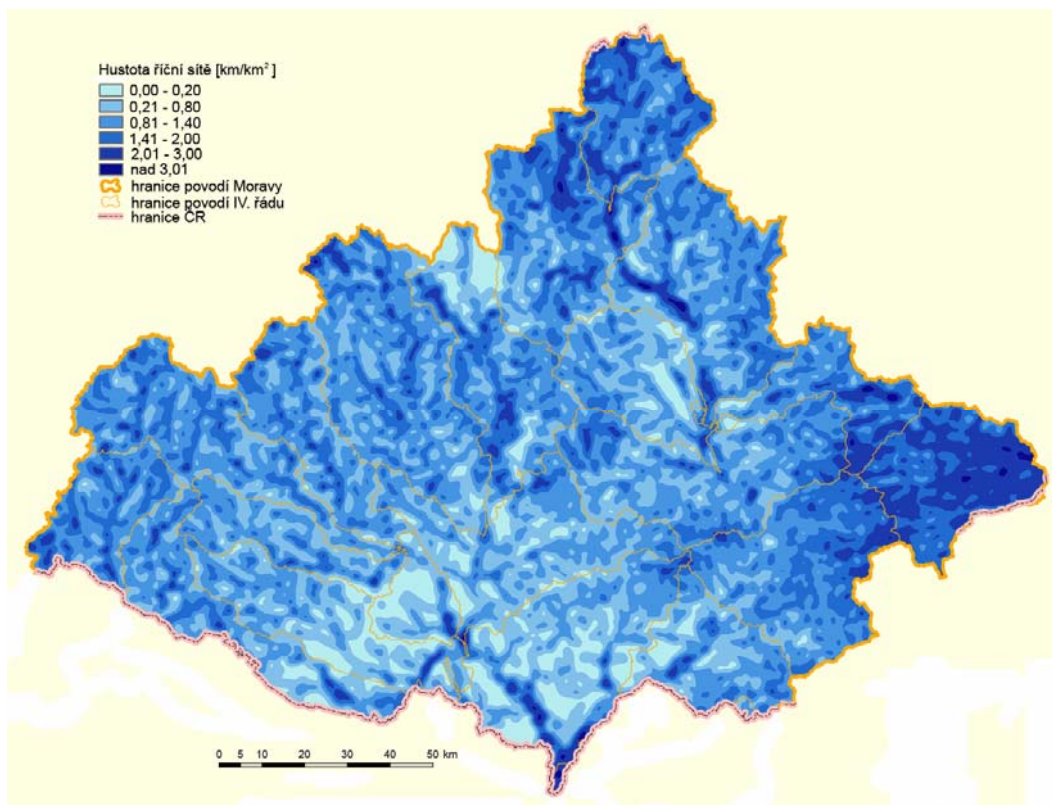 Hustota říční sítě [km/km²]
0,00 - 0,20
0,21 - 0,80
0,81 - 1,40
1,41 - 2,00
2,01 - 3,00
nad 3,01
hranice povodí Moravy
hranice povodí IV. řádu
hranice ČR
0 5 10 20 30 40 50 km